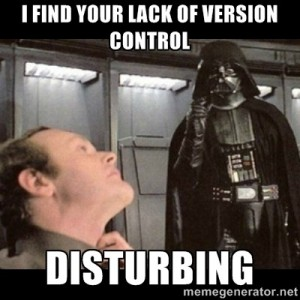 I FIND YOUR LACK OF VERSION
CONTROL
DISTURBING
memegenerator.net